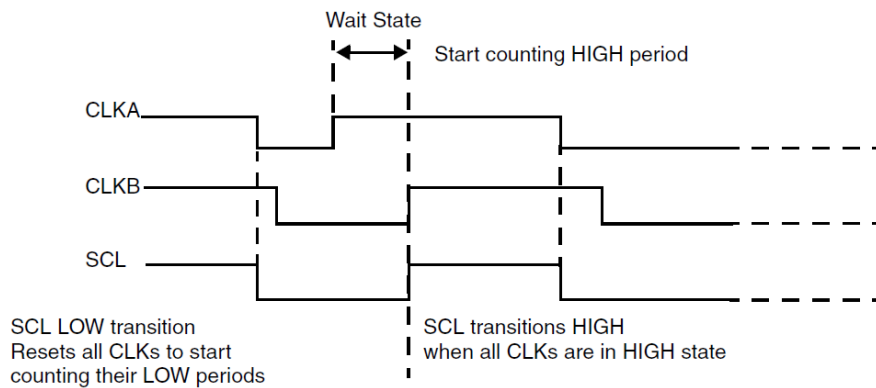 Wait State
Start counting HIGH period
CLKA
CLKB
SCL
SCL LOW transition
Resets all CLKs to start
counting their LOW periods
SCL transitions HIGH
when all CLKs are in HIGH state